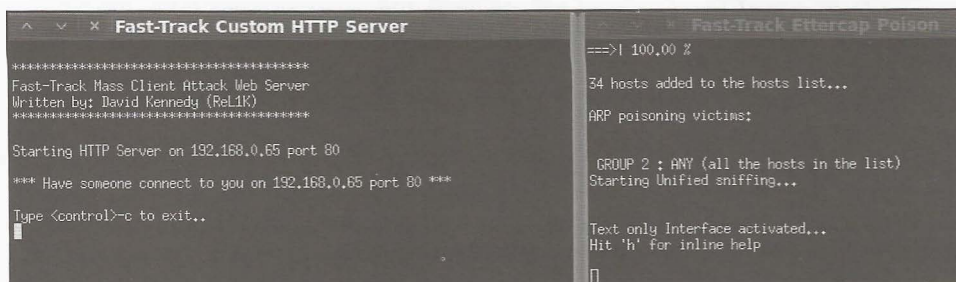 Fast-Track Custom HTTP Server
******************************************
Fast-Track Mass Client Attack Web Server
Written by: David Kennedy (ReL1K)
******************************************
Starting HTTP Server on 192.168.0.65 port 80
*** Have someone connect to you on 192.168.0.65 port 80 ***
Type <control>-c to exit..
Fast-Track Ettercap Poison
===>| 100.00 %
34 hosts added to the hosts list...
ARP poisoning victims:
GROUP 2 : ANY (all the hosts in the list)
Starting Unified sniffing...
Text only Interface activated...
Hit 'h' for inline help